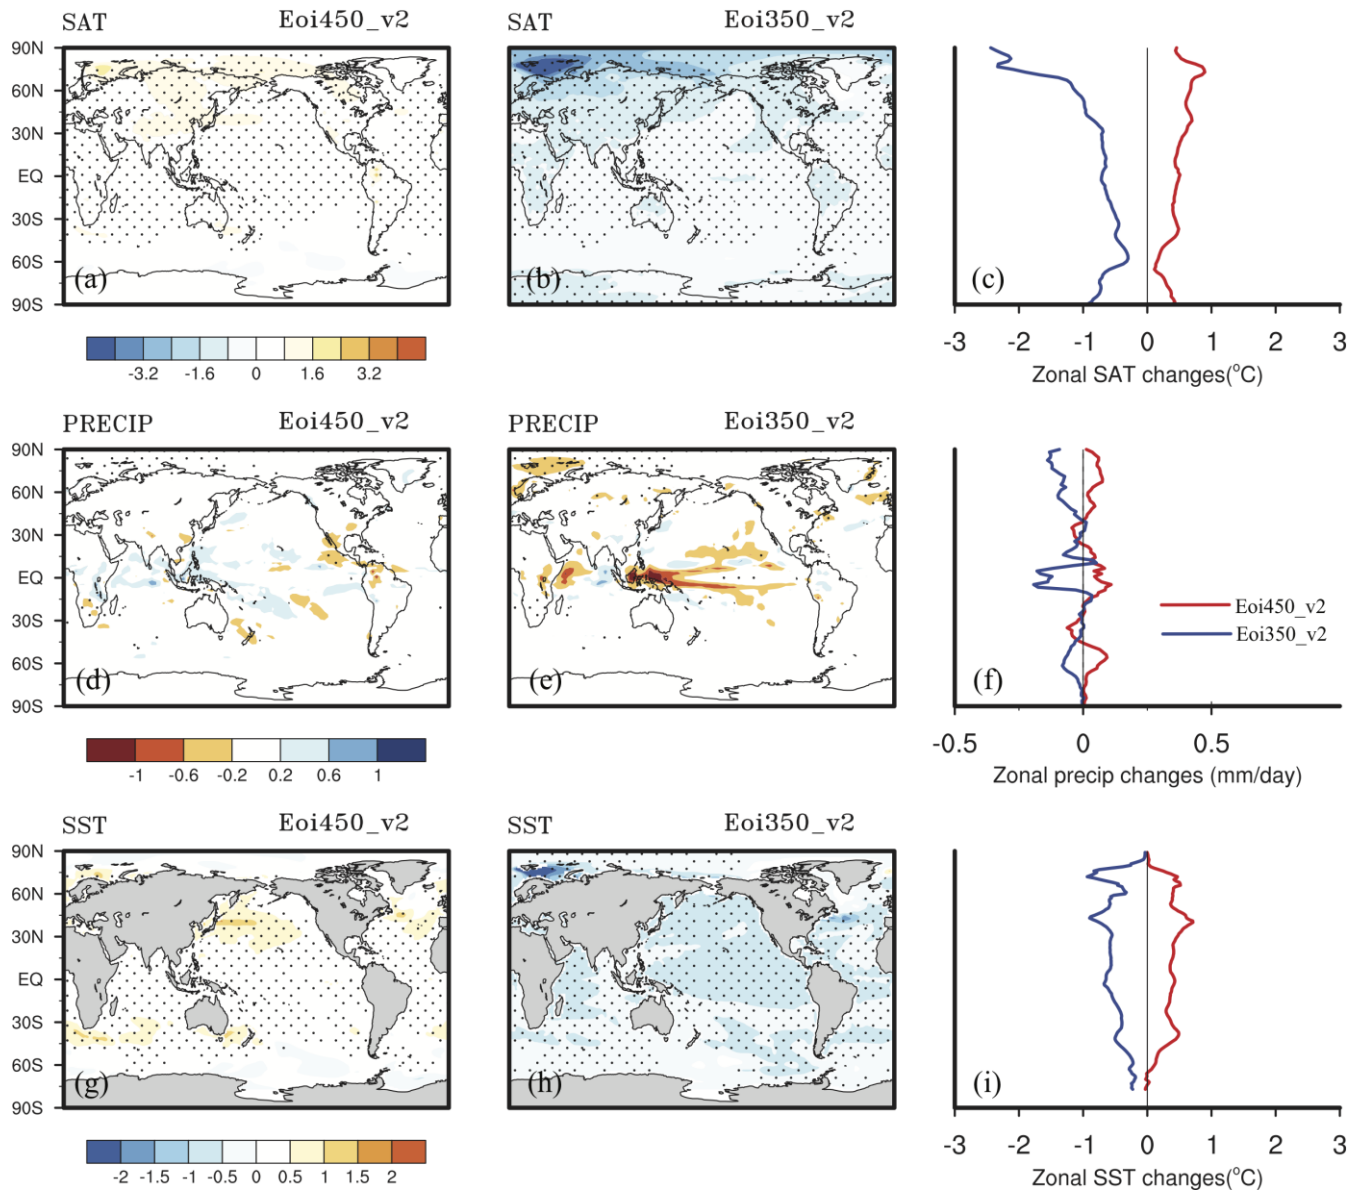 SAT Eoi450_v2 SAT Eoi350_v2
90N
60N
30N
EQ
30S
60S
90S
(a) (b) (c)
-3.2 -1.6 0 1.6 3.2
-3 -2 -1 0 1 2 3
Zonal SAT changes(°C)
PRECIP Eoi450_v2 PRECIP Eoi350_v2
90N
60N
30N
EQ
30S
60S
90S
(d) (e) (f)
Eoi450_v2
Eoi350_v2
-1 -0.6 -0.2 0.2 0.6 1
-0.5 0 0.5
Zonal precip changes (mm/day)
SST Eoi450_v2 SST Eoi350_v2
90N
60N
30N
EQ
30S
60S
90S
(g) (h) (i)
-2 -1.5 -1 -0.5 0 0.5 1 1.5 2
-3 -2 -1 0 1 2 3
Zonal SST changes(°C)